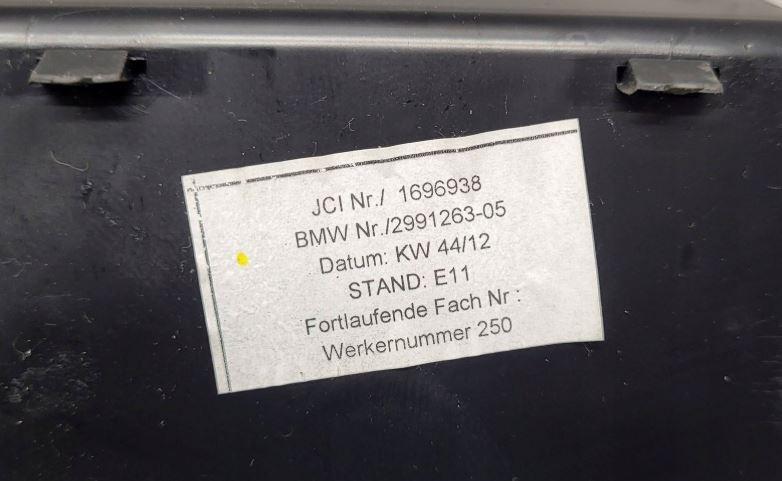 JCI Nr./ 1696938
BMW Nr./2991263-05
Datum: KW 44/12
STAND: E11
Fortlaufende Fach Nr :
Werkernummer 250